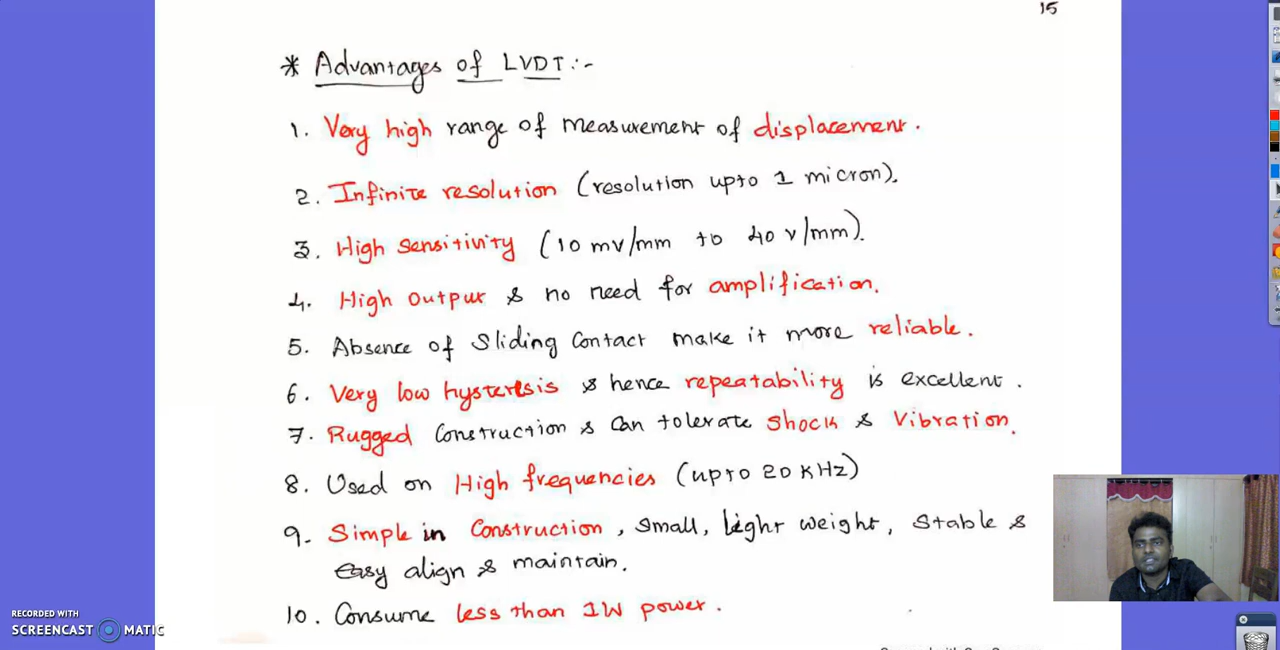 15
* Advantages of LVDT :-
1. Very high range of measurement of displacement.
2. Infinite resolution (resolution upto 1 micron).
3. High Sensitivity (10 mv/mm to 40 v/mm).
4. High output & no need for amplification.
5. Absence of Sliding Contact make it more reliable.
6. Very low hysteresis & hence repeatability is excellent.
7. Rugged Construction & Can tolerate Shock & Vibration.
8. Used on High frequencies (upto 20 KHz)
9. Simple in Construction, Small, Light weight, Stable &
easy align & maintain.
10. Consume less than 1W power.
RECORDED WITH
SCREENCAST MATIC